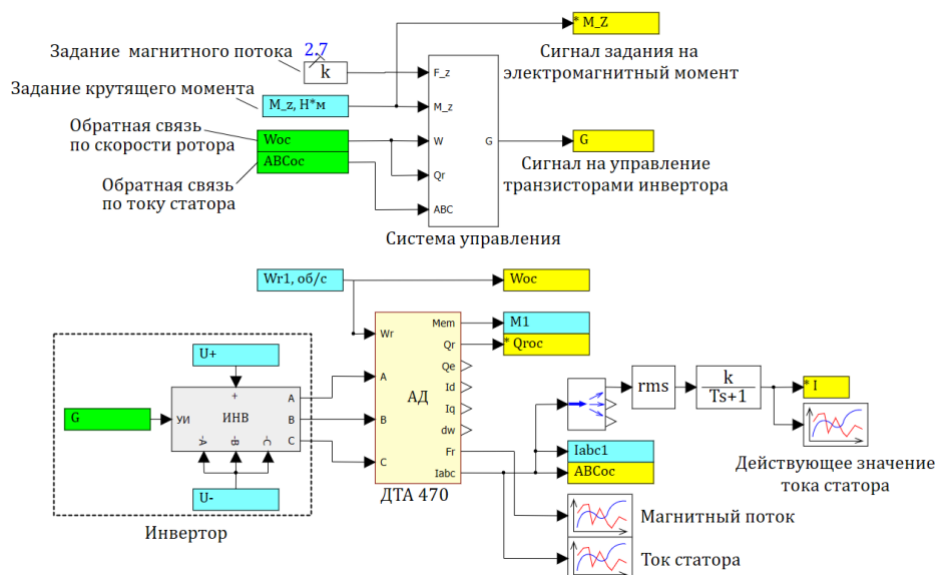 * M_Z
Сигнал задания на
электромагнитный момент
Задание магнитного потока
2.7
k
Задание крутящего момента
M_z, Н*м
Обратная связь
по скорости ротора
Woc
ABCoc
Обратная связь
по току статора
F_z
M_z
W
Qr
ABC
G
G
Сигнал на управление
транзисторами инвертора
Система управления
Wr1, об/с
Woc
U+
G
УИ
+
ИНВ
A
B
C
-A
-B
-C
U-
Инвертор
Wr
A
B
C
АД
Mem
Qr
Qe
Id
Iq
dw
Fr
Iabc
ДТА 470
M1
* Qroc
rms
k
Ts+1
* I
Действующее значение
тока статора
Iabc1
ABCoc
Магнитный поток
Ток статора